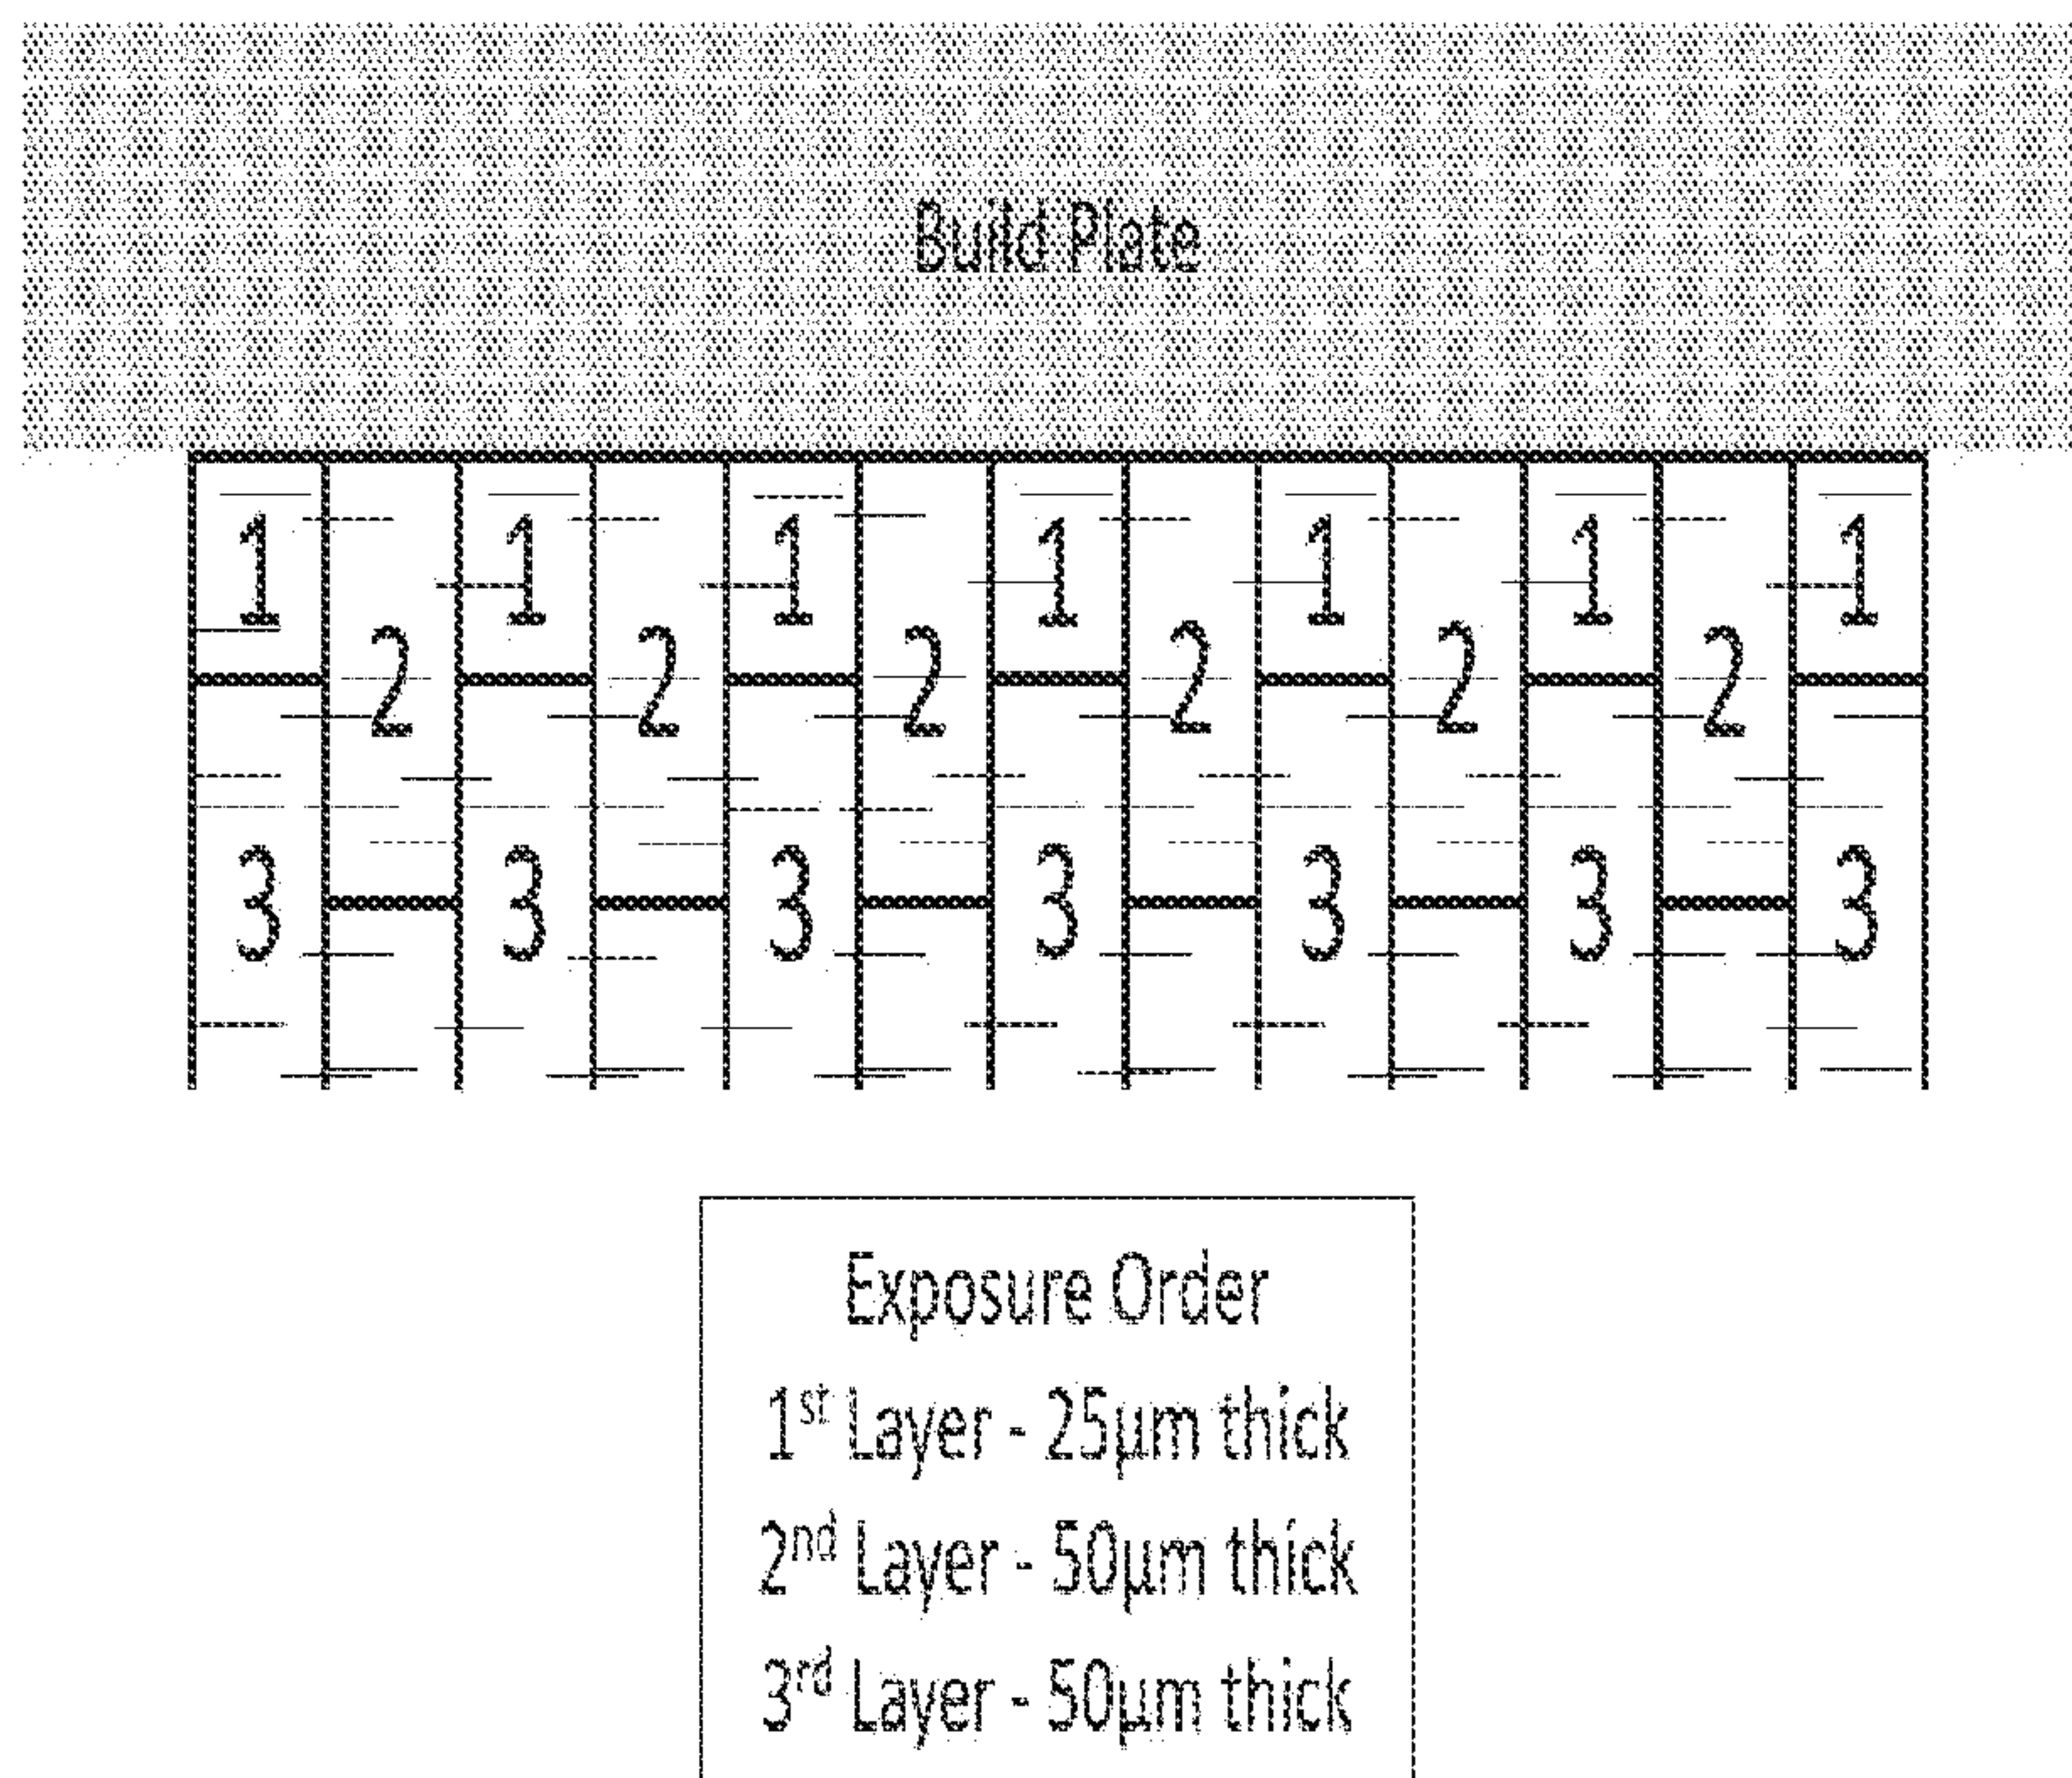 Build Plate
1 1 1 1 1 1 1
2 2 2 2 2 2
3 3 3 3 3 3 3
Exposure Order
1st Layer - 25µm thick
2nd Layer - 50µm thick
3rd Layer - 50µm thick